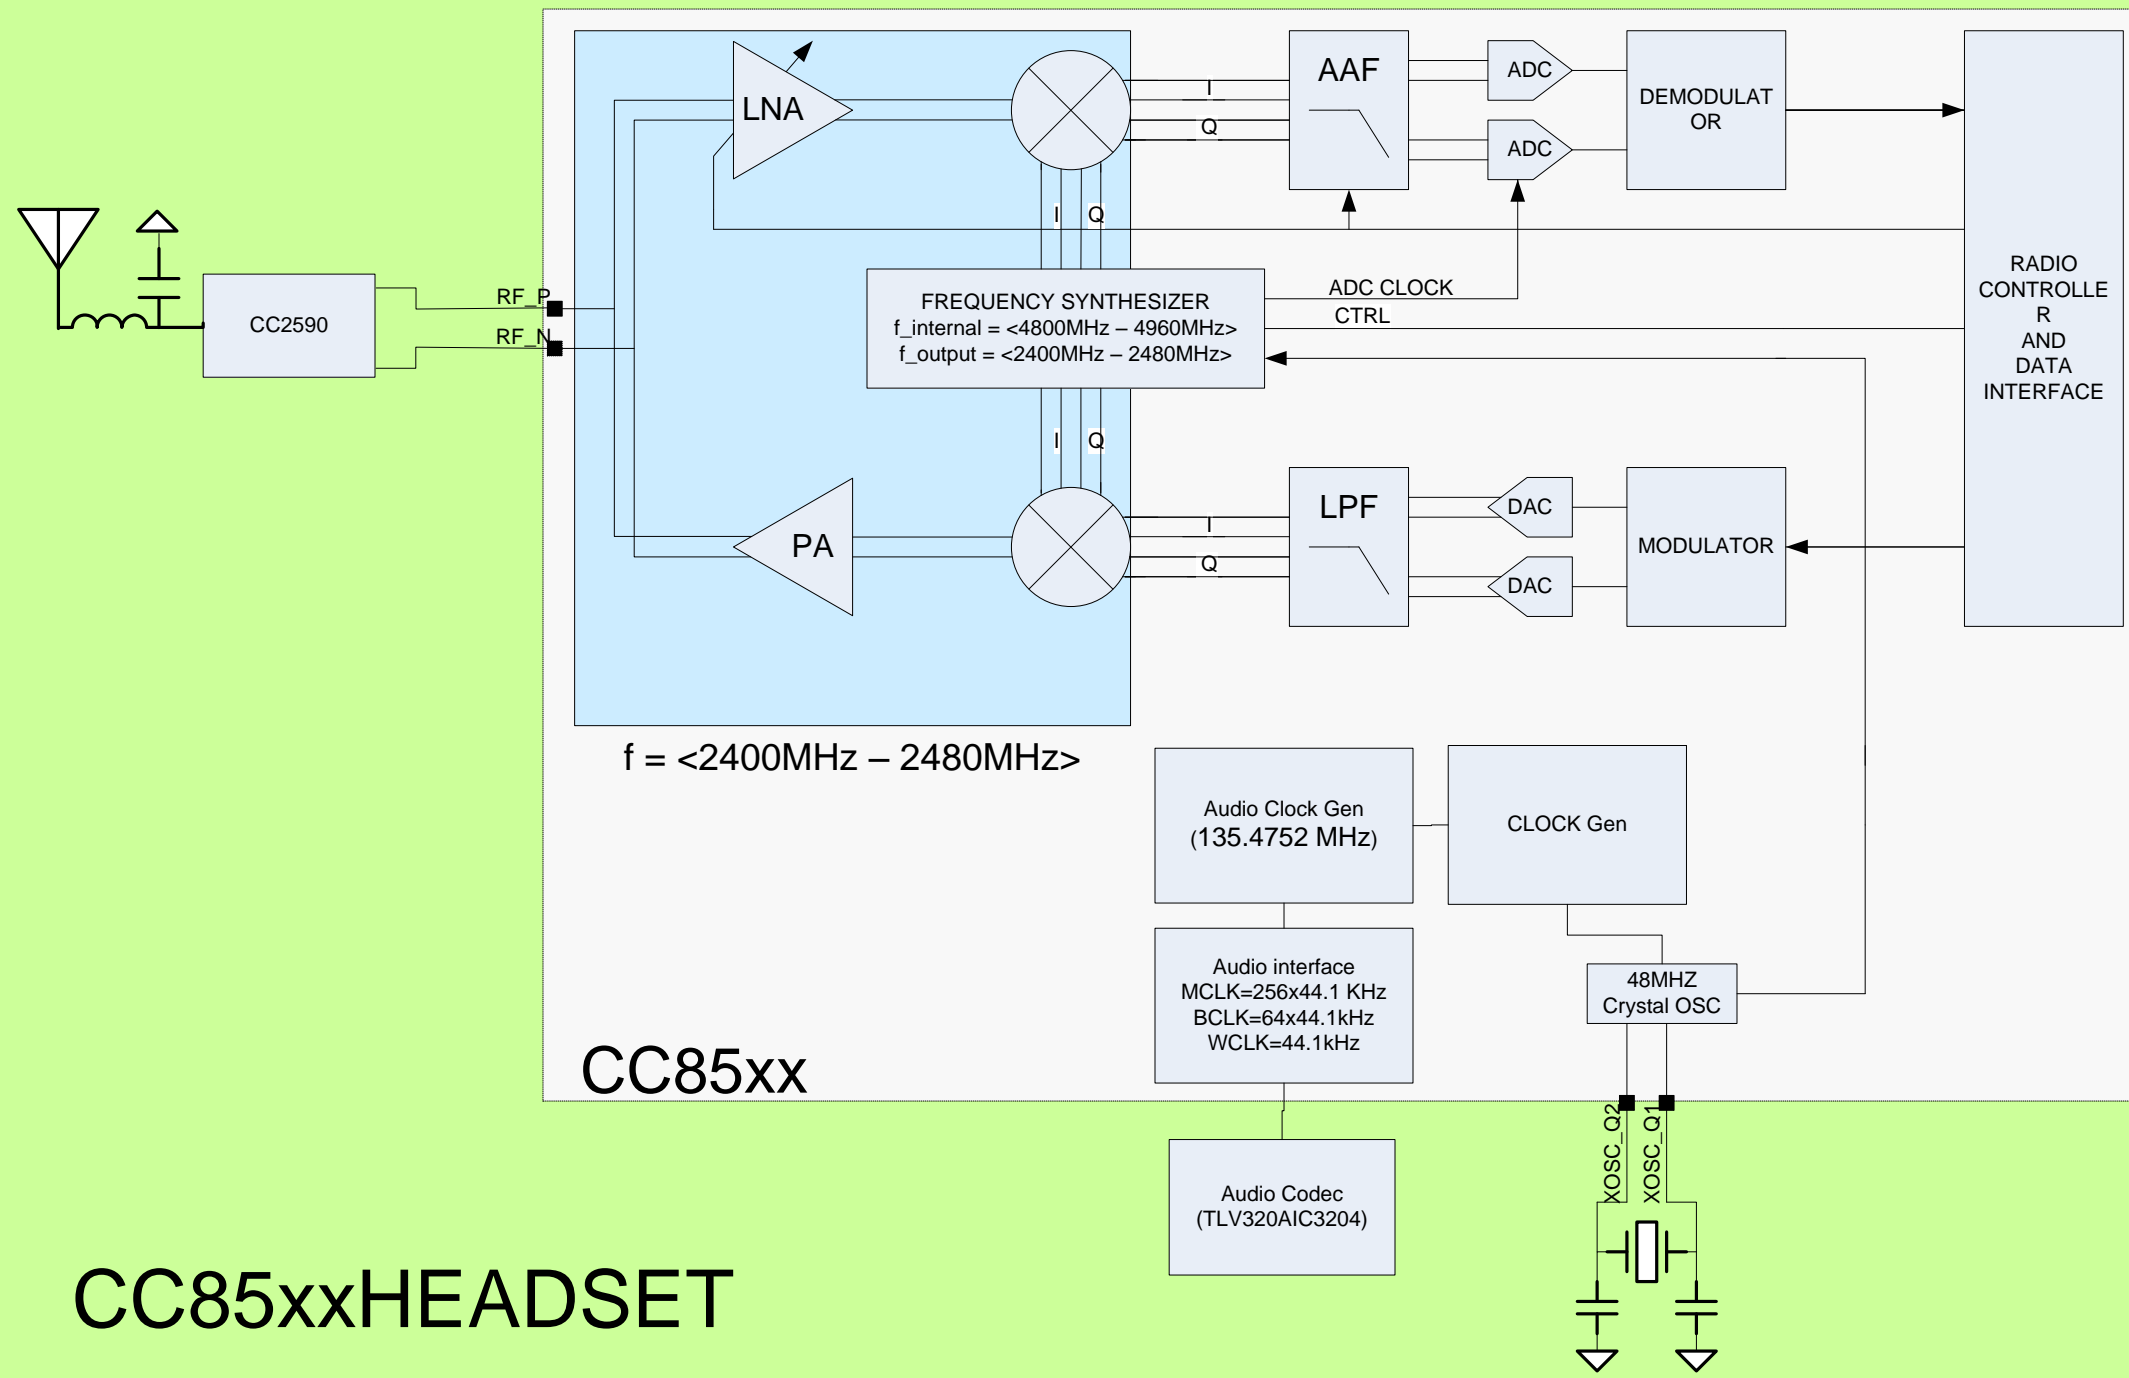 LNA
I
Q
AAF
ADC
ADC
DEMODULAT
OR
I
Q
RADIO
CONTROLLE
R
AND
DATA
INTERFACE
CC2590
RF_P
RF_N
FREQUENCY SYNTHESIZER
f_internal = <4800MHz – 4960MHz>
f_output = <2400MHz – 2480MHz>
ADC CLOCK
CTRL
I
Q
PA
I
Q
LPF
DAC
DAC
MODULATOR
f = <2400MHz – 2480MHz>
Audio Clock Gen
(135.4752 MHz)
CLOCK Gen
Audio interface
MCLK=256x44.1 KHz
BCLK=64x44.1kHz
WCLK=44.1kHz
48MHZ
Crystal OSC
CC85xx
XOSC_Q2
XOSC_Q1
Audio Codec
(TLV320AIC3204)
CC85xxHEADSET